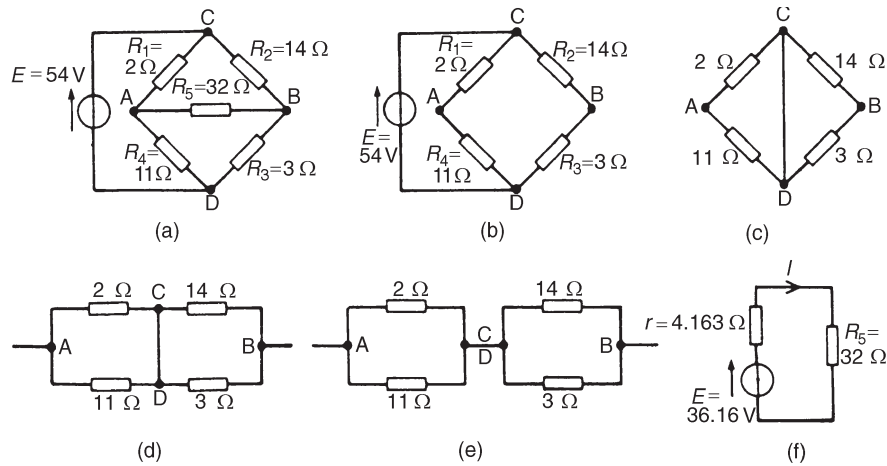 C
R1=
2 Ω
R2=14 Ω
E = 54 V
R5=32 Ω
A
B
R4=
11Ω
R3=3 Ω
D
(a)
C
R1=
2 Ω
R2=14Ω
A
B
E=
54 V
R4=
11 Ω
R3=3 Ω
D
(b)
C
2 Ω
14 Ω
A
B
11 Ω
3 Ω
D
(c)
2 Ω
C
14 Ω
A
B
11 Ω
D
3 Ω
(d)
2 Ω
14 Ω
A
C
D
B
11 Ω
3 Ω
(e)
I
r = 4.163 Ω
R5=
32 Ω
E=
36.16 V
(f)